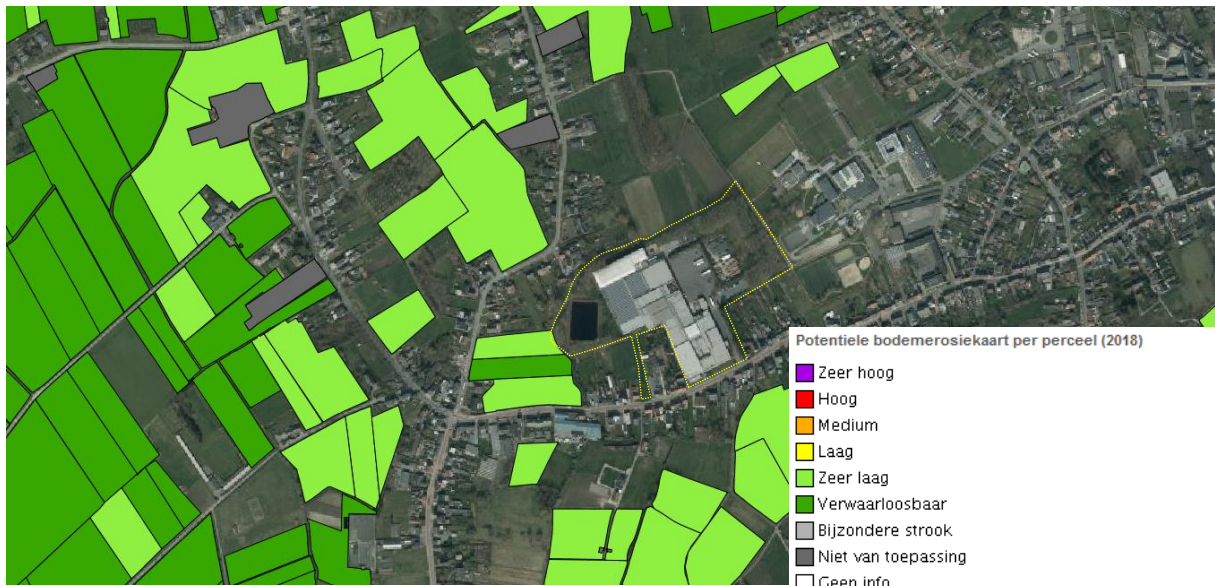 Potentiele bodemerosiekaart per perceel (2018)
Zeer hoog
Hoog
Medium
Laag
Zeer laag
Verwaarloosbaar
Bijzondere strook
Niet van toepassing
Geen info